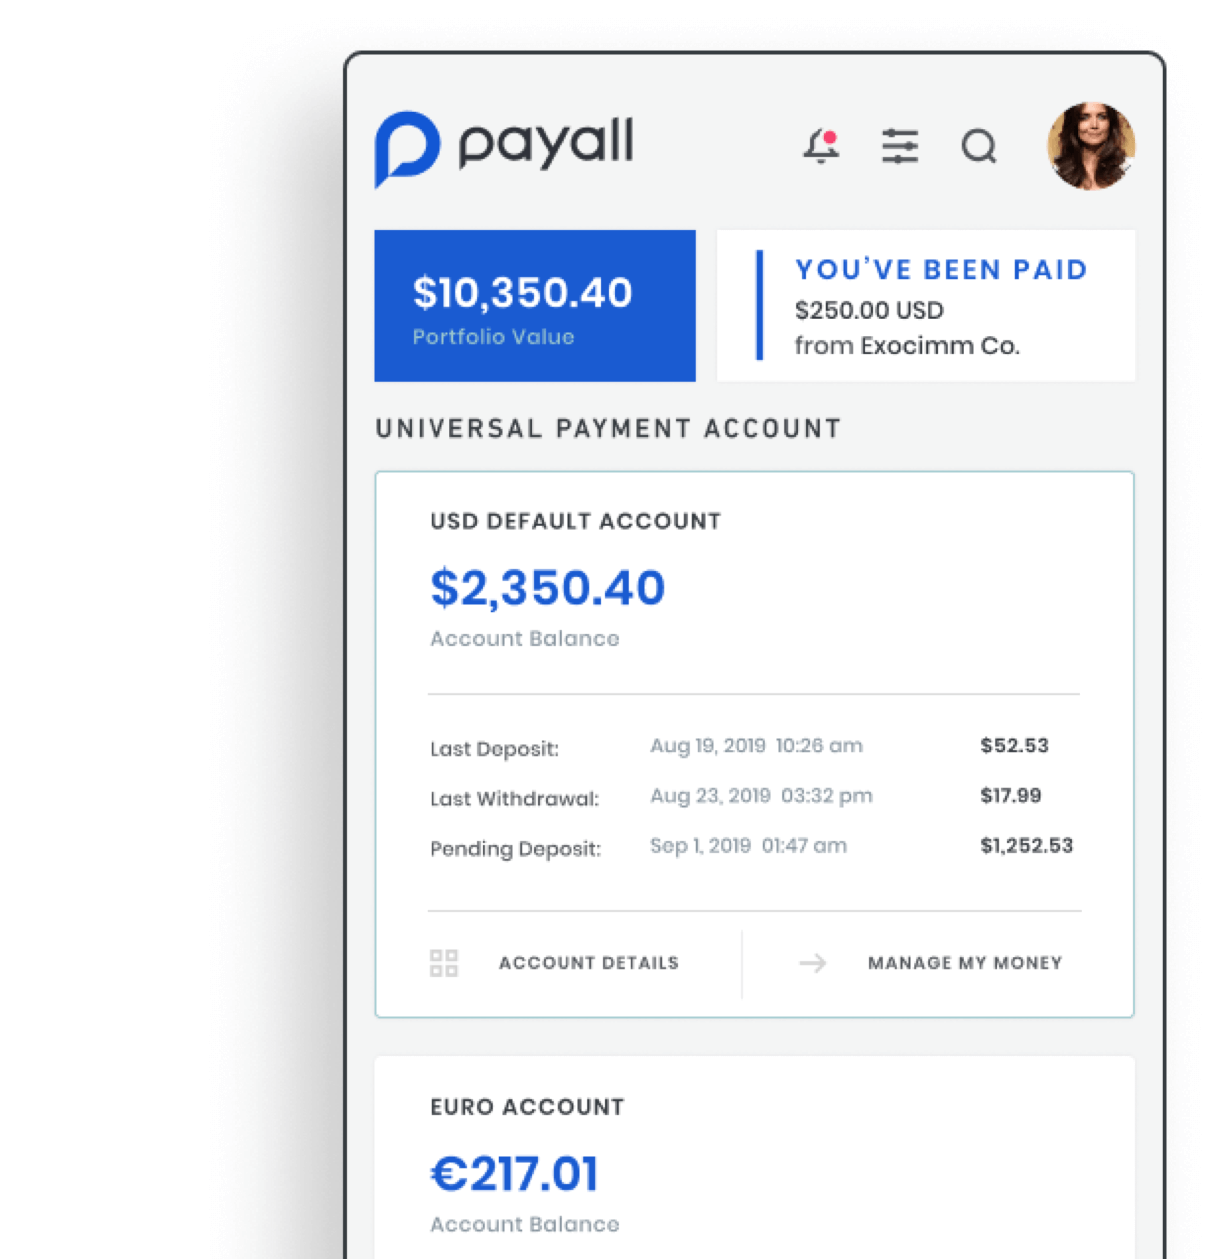 payall
$10,350.40
Portfolio Value
YOU’VE BEEN PAID
$250.00 USD
from Exocimm Co.
UNIVERSAL PAYMENT ACCOUNT
USD DEFAULT ACCOUNT
$2,350.40
Account Balance
Last Deposit: Aug 19, 2019 10:26 am $52.53
Last Withdrawal: Aug 23, 2019 03:32 pm $17.99
Pending Deposit: Sep 1, 2019 01:47 am $1,252.53
ACCOUNT DETAILS MANAGE MY MONEY
EURO ACCOUNT
€217.01
Account Balance